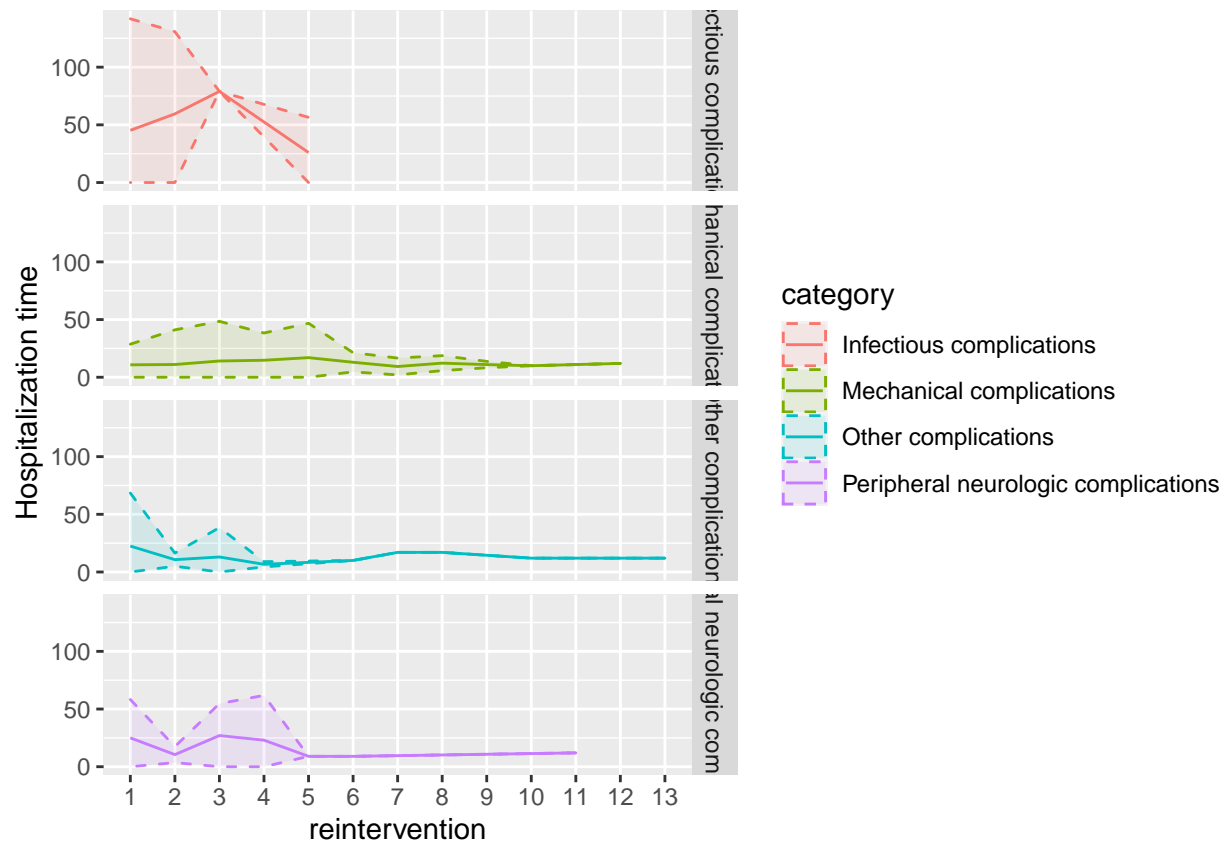 Hospitalization time
100
50
0
ectious complicati
100
50
0
hanical complicat
100
50
0
ther complication
100
50
0
al neurologic com
1 2 3 4 5 6 7 8 9 10 11 12 13
reintervention
category
Infectious complications
Mechanical complications
Other complications
Peripheral neurologic complications